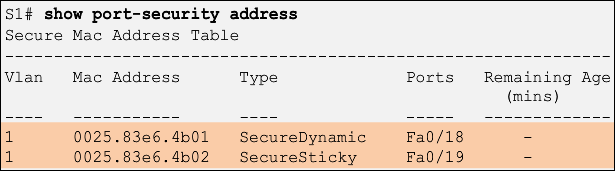 S1# show port-security address
Secure Mac Address Table
------------------------------------------------------------
Vlan Mac Address Type Ports Remaining Age
(mins)
---- ----------- ---- ----- -------------
1 0025.83e6.4b01 SecureDynamic Fa0/18 -
1 0025.83e6.4b02 SecureSticky Fa0/19 -